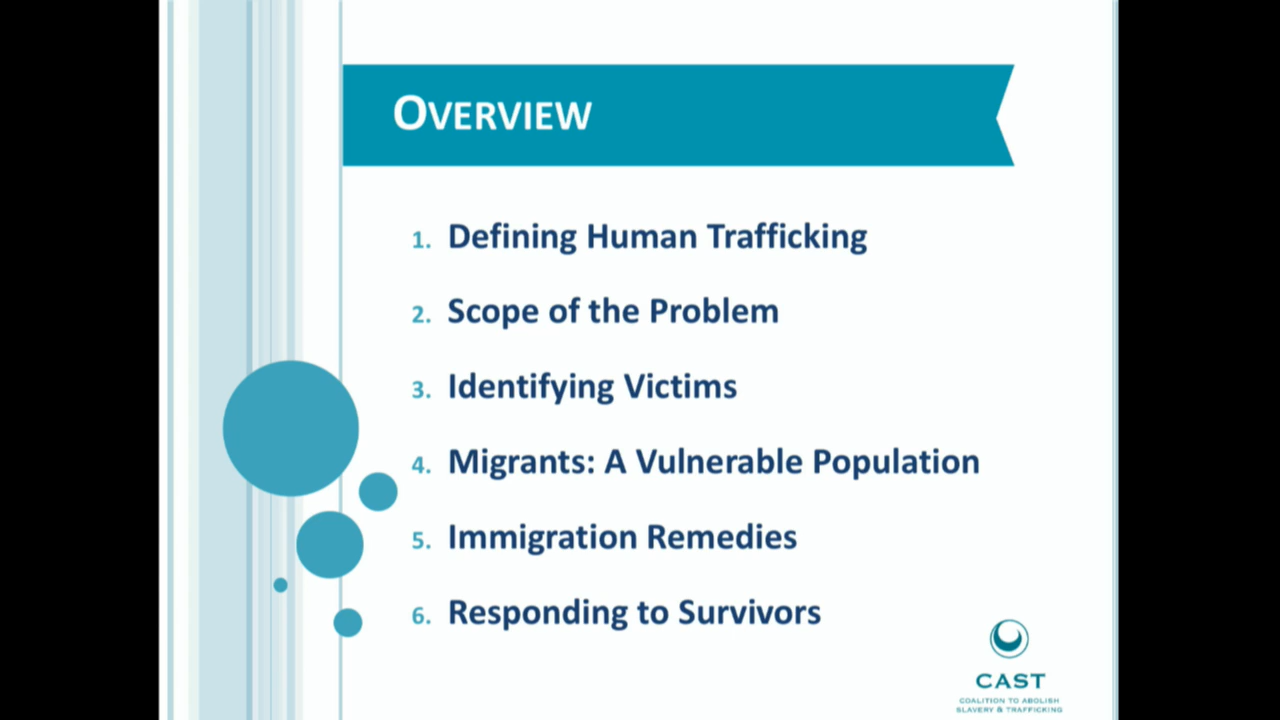 OVERVIEW
1. Defining Human Trafficking
2. Scope of the Problem
3. Identifying Victims
4. Migrants: A Vulnerable Population
5. Immigration Remedies
6. Responding to Survivors
CAST
COALITION TO ABOLISH
SLAVERY & TRAFFICKING